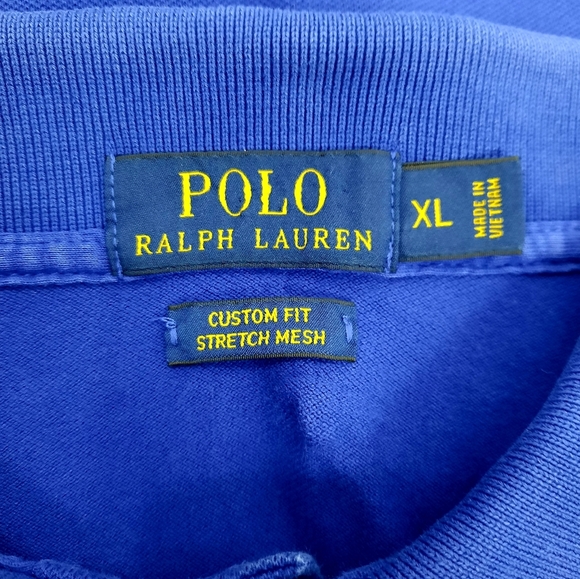 POLO
RALPH LAUREN
XL
MADE IN
VIETNAM
CUSTOM FIT
STRETCH MESH